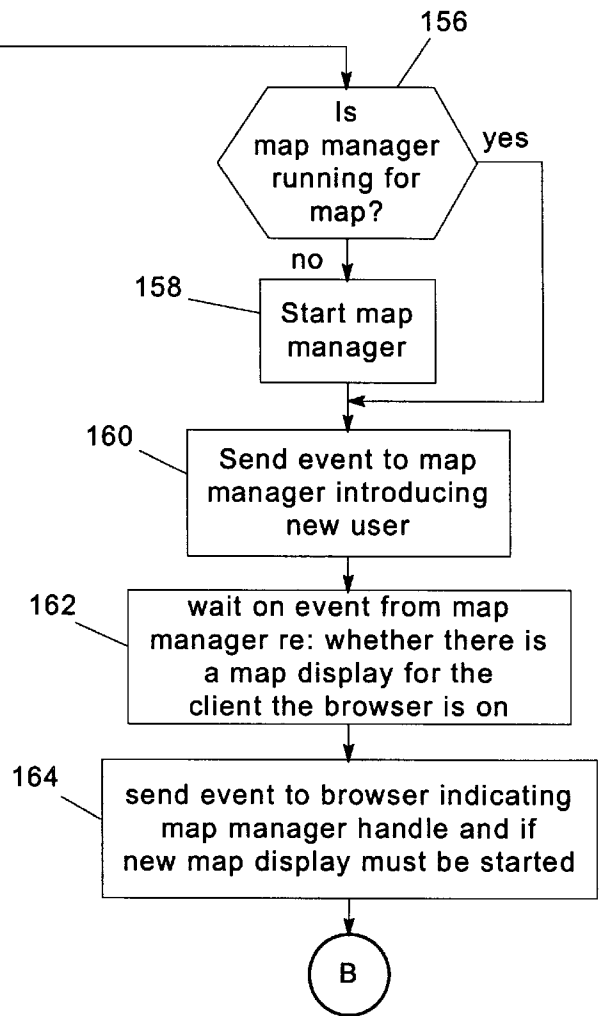 156
Is
map manager
running for
map?
yes
no
158
Start map
manager
160
Send event to map
manager introducing
new user
162
wait on event from map
manager re: whether there is
a map display for the
client the browser is on
164
send event to browser indicating
map manager handle and if
new map display must be started
B